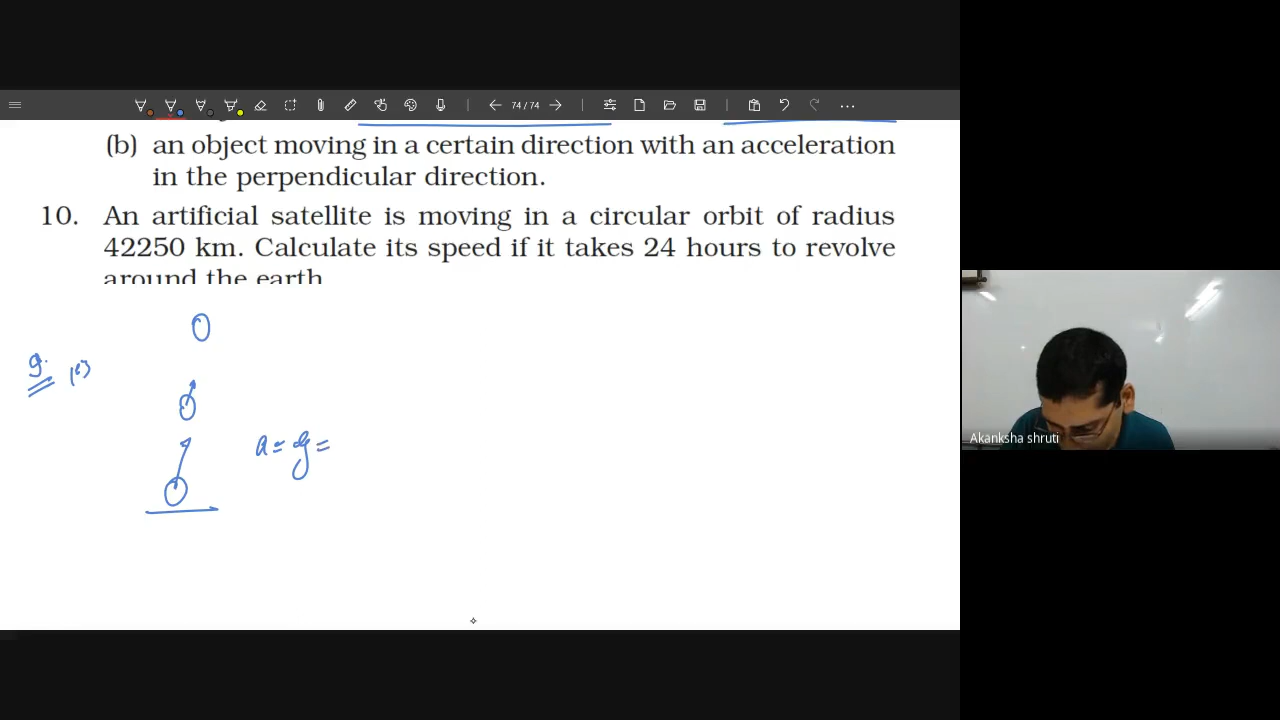 74 / 74
(b) an object moving in a certain direction with an acceleration
in the perpendicular direction.
10. An artificial satellite is moving in a circular orbit of radius
42250 km. Calculate its speed if it takes 24 hours to revolve
around the earth
9.
a = g =
Akanksha shruti